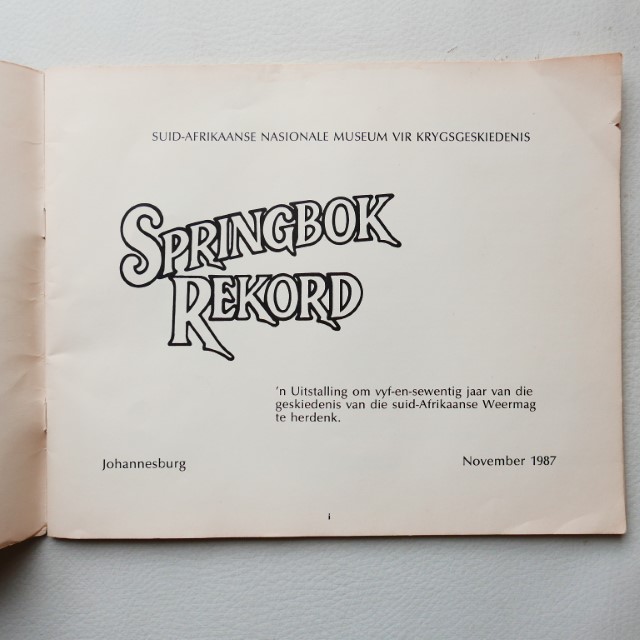 SUID-AFRIKAANSE NASIONALE MUSEUM VIR KRYGSGESKIEDENIS
SPRINGBOK
REKORD
'n Uitstalling om vyf-en-sewentig jaar van die
geskiedenis van die suid-Afrikaanse Weermag
te herdenk.
Johannesburg
November 1987
i